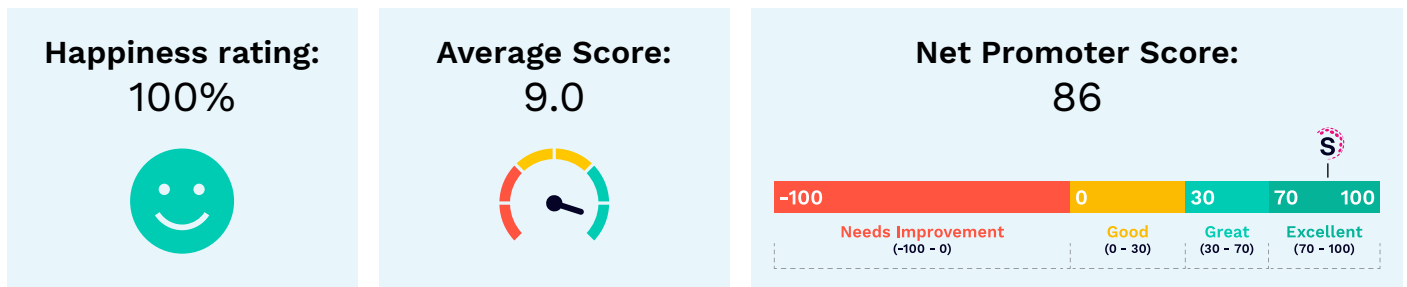 Happiness rating:
100%
Average Score:
9.0
Net Promoter Score:
86
S
-100 0 30 70 100
Needs Improvement
(-100 - 0)
Good
(0 - 30)
Great
(30 - 70)
Excellent
(70 - 100)